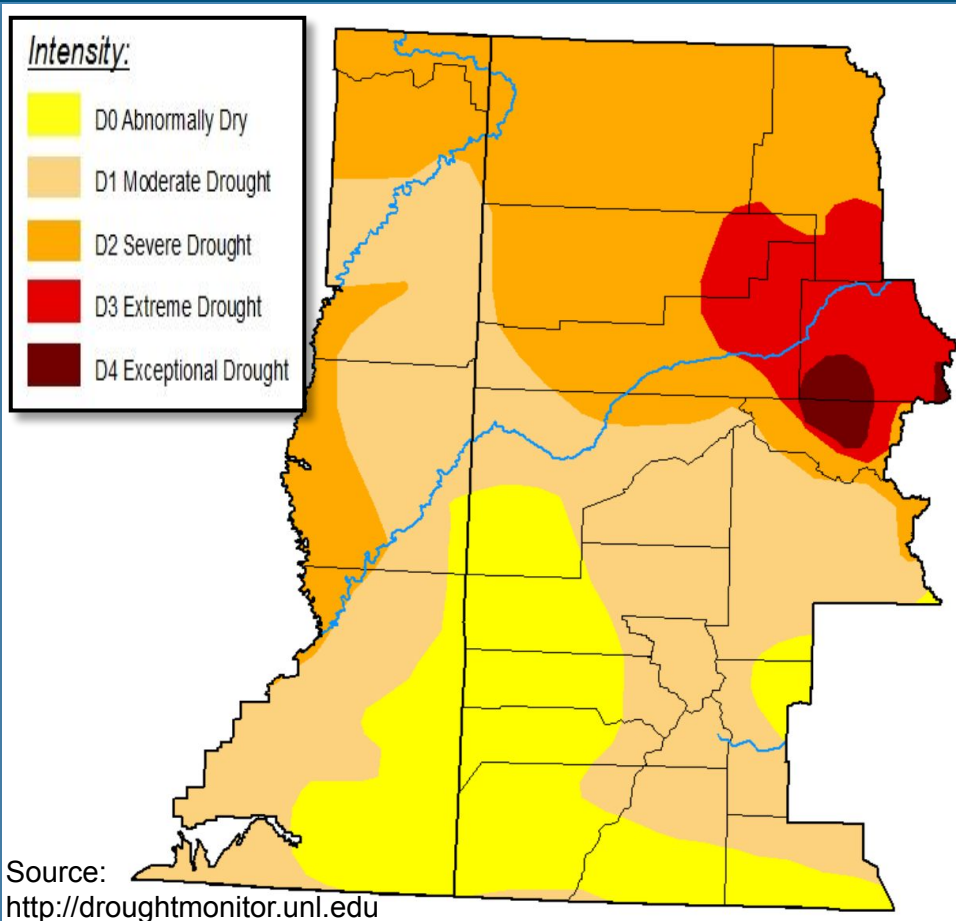 Intensity:
D0 Abnormally Dry
D1 Moderate Drought
D2 Severe Drought
D3 Extreme Drought
D4 Exceptional Drought
Source:
http://droughtmonitor.unl.edu